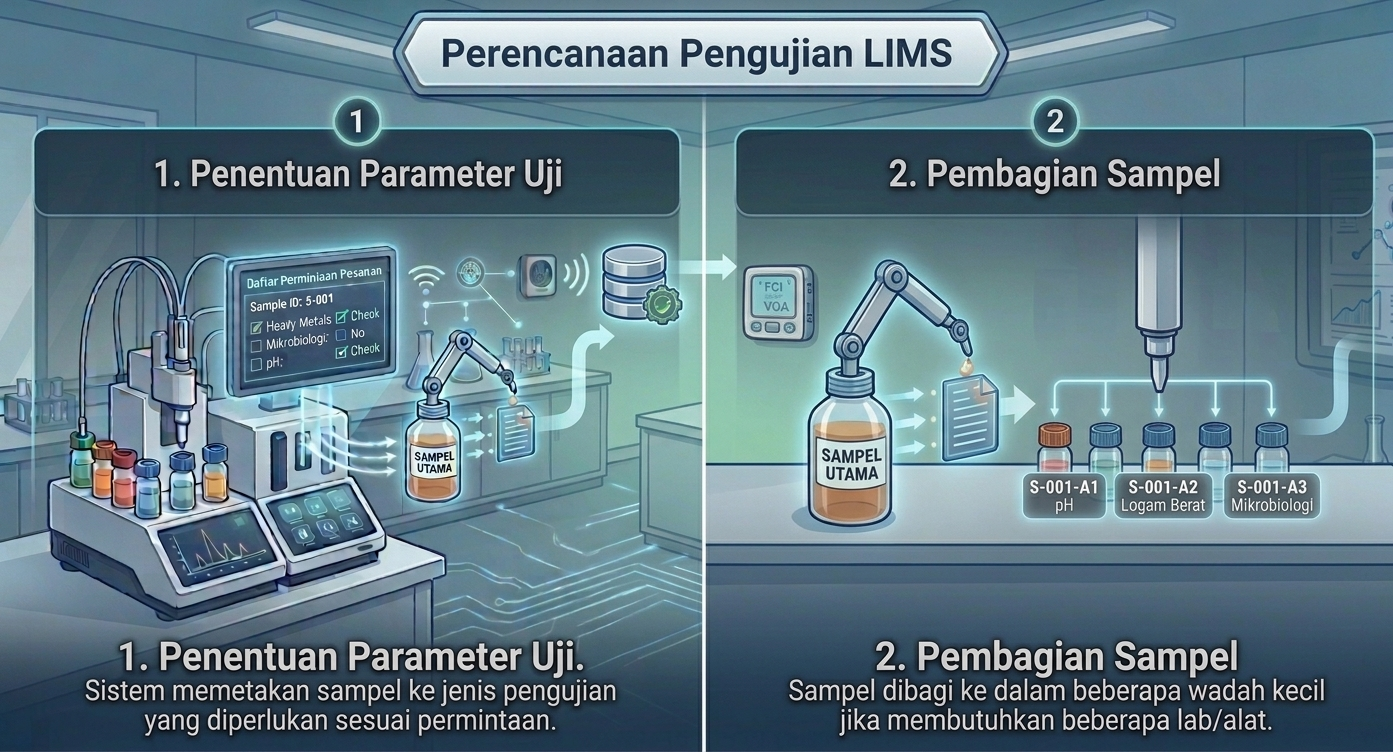 Perencanaan Pengujian LIMS
1
1. Penentuan Parameter Uji
Dafiar Perminiaan Pesanan
Sample ID: 5-001
Heavy Metals Cheok
Mikrobiologi: No
pH: Cheok
SAMPEL
UTAMA
1. Penentuan Parameter Uji.
Sistem memetakan sampel ke jenis pengujian
yang diperlukan sesuai permintaan.
2
2. Pembagian Sampel
FCI
VOA
SAMPEL
UTAMA
S-001-A1
pH
S-001-A2
Logam Berat
S-001-A3
Mikrobiologi
2. Pembagian Sampel
Sampel dibagi ke dalam beberapa wadah kecil
jika membutuhkan beberapa lab/alat.